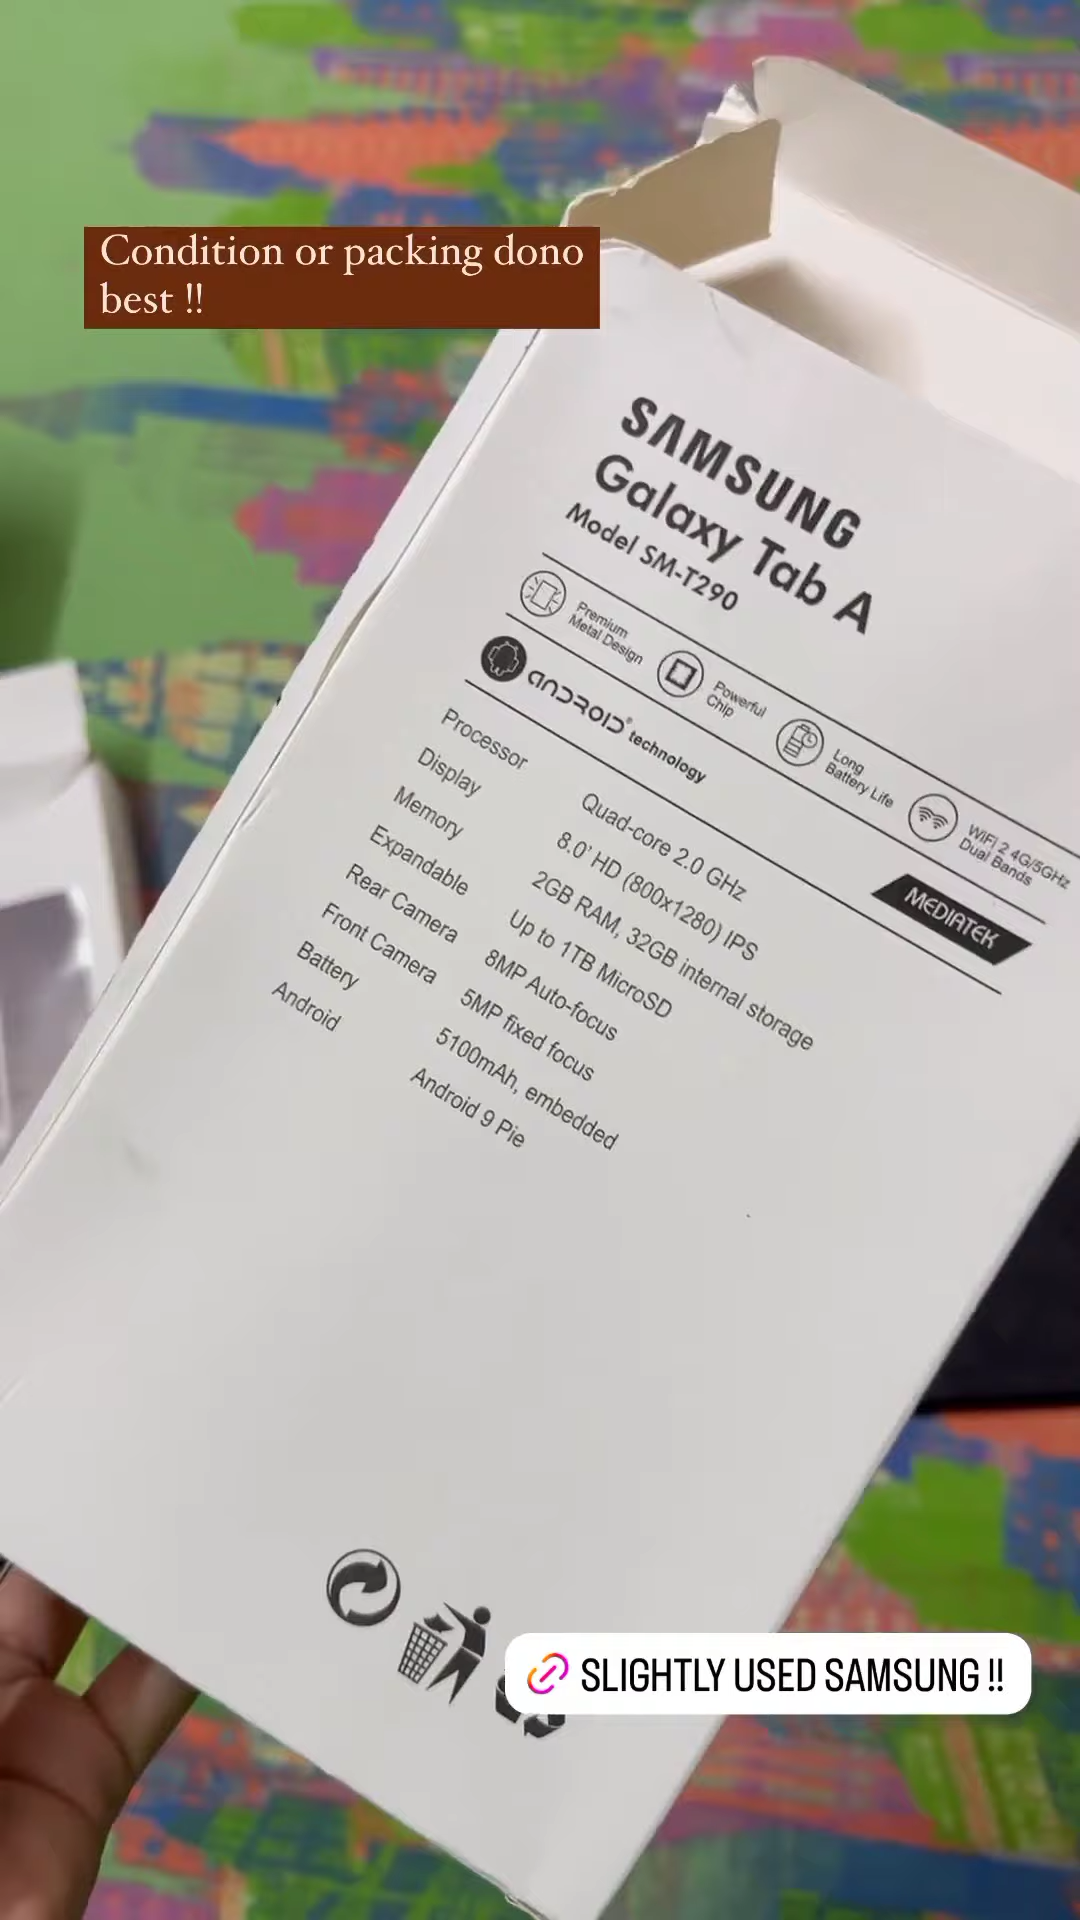 Condition or packing dono
best !!
SAMSUNG
Galaxy Tab A
Model SM-T290
Premium
Metal Design
Powerful
Chip
Long
Battery Life
WiFi 2 4G/5GHz
Dual Bands
ANDROID® technology
MEDIATEK
Processor Quad-core 2.0 GHz
Display 8.0' HD (800x1280) IPS
Memory 2GB RAM, 32GB internal storage
Expandable Up to 1TB MicroSD
Rear Camera 8MP Auto-focus
Front Camera 5MP fixed focus
Battery 5100mAh, embedded
Android Android 9 Pie
SLIGHTLY USED SAMSUNG !!